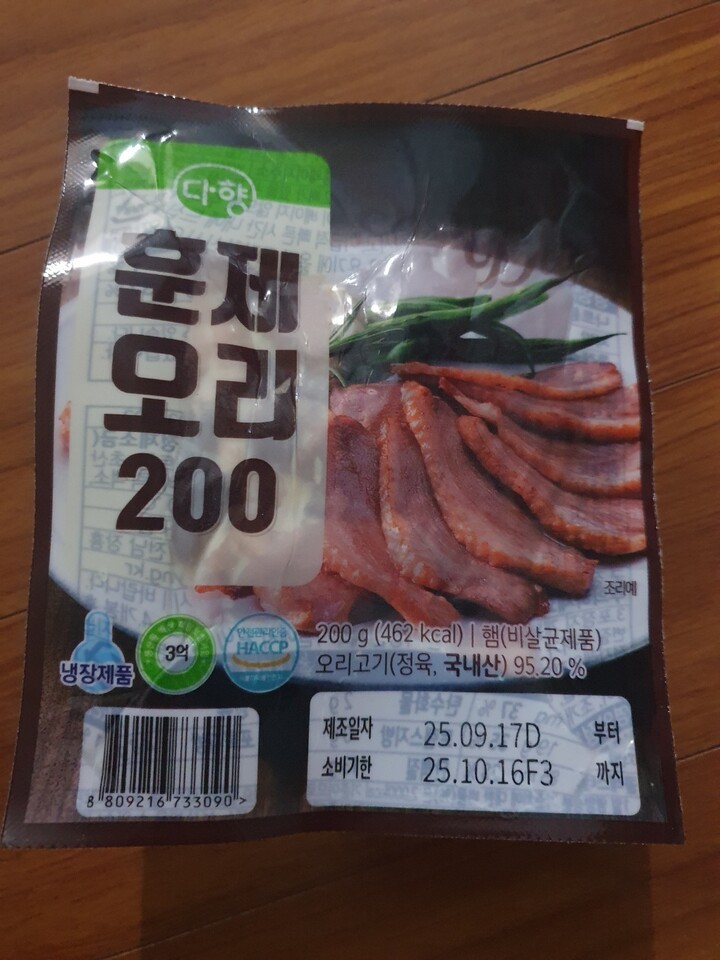 다향
훈제
오리
200
조리예
200 g (462 kcal) | 햄(비살균제품)
오리고기(정육, 국내산) 95.20 %
냉장제품
3억
HACCP
제조일자 25.09.17D 부터
소비기한 25.10.16F3 까지
8 809216 733090 >